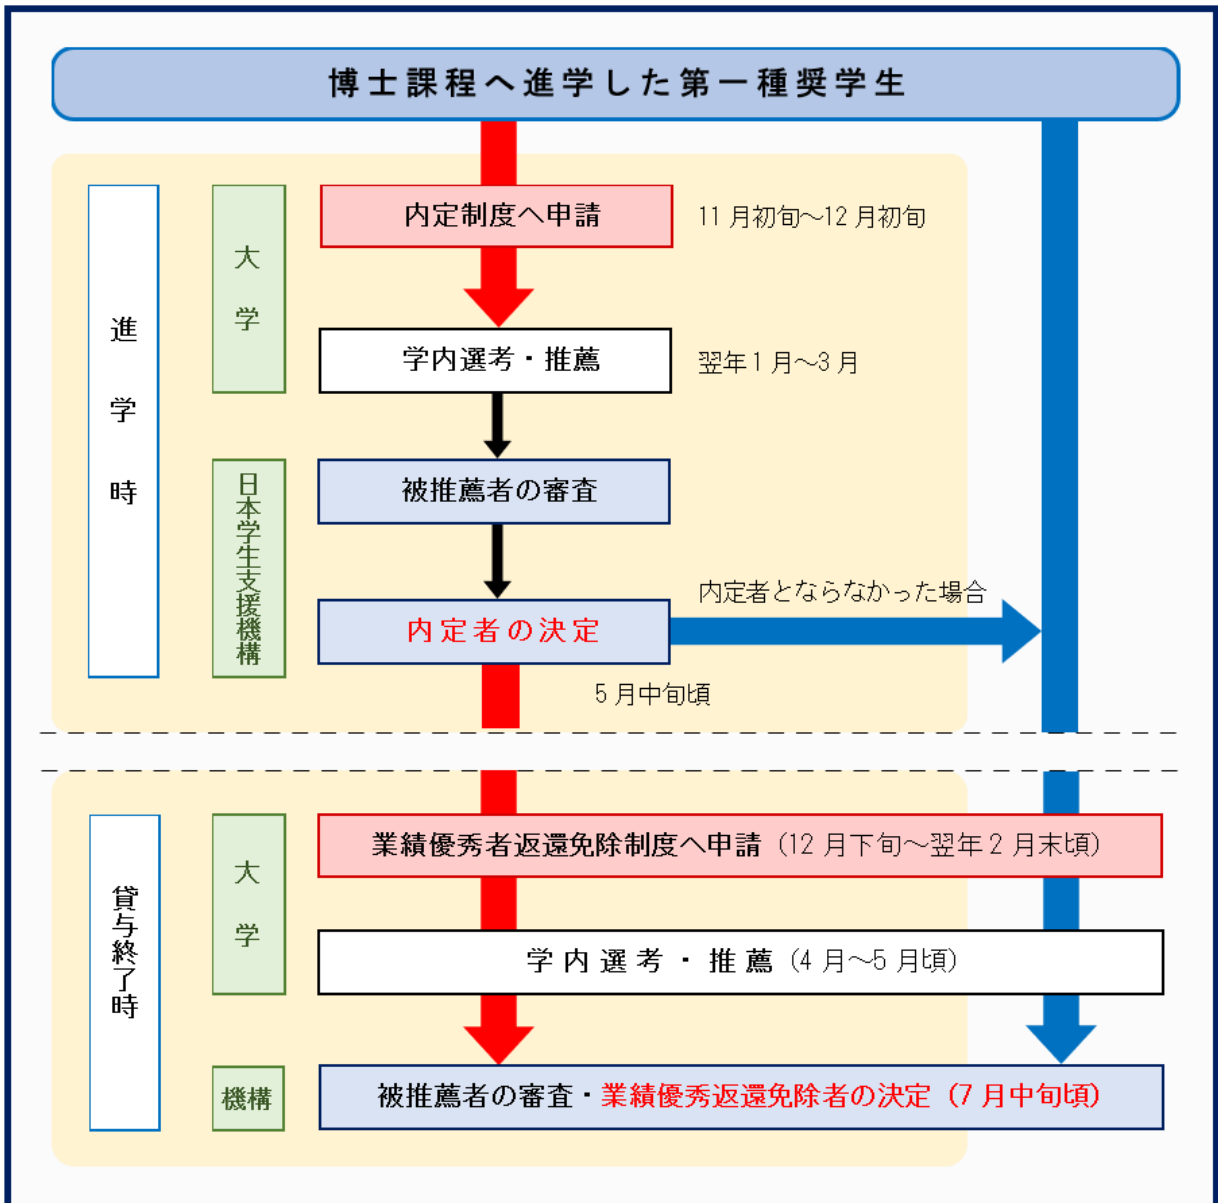 博士課程へ進学した第一種奨学生
進学時
大学
内定制度へ申請
11月初旬～12月初旬
学内選考・推薦
翌年1月～3月
日本学生支援機構
被推薦者の審査
内定者の決定
内定者とならなかった場合
5月中旬頃
貸与終了時
大学
業績優秀者返還免除制度へ申請（12月下旬～翌年2月末頃）
学内選考・推薦（4月～5月頃）
機構
被推薦者の審査・業績優秀返還免除者の決定（7月中旬頃）